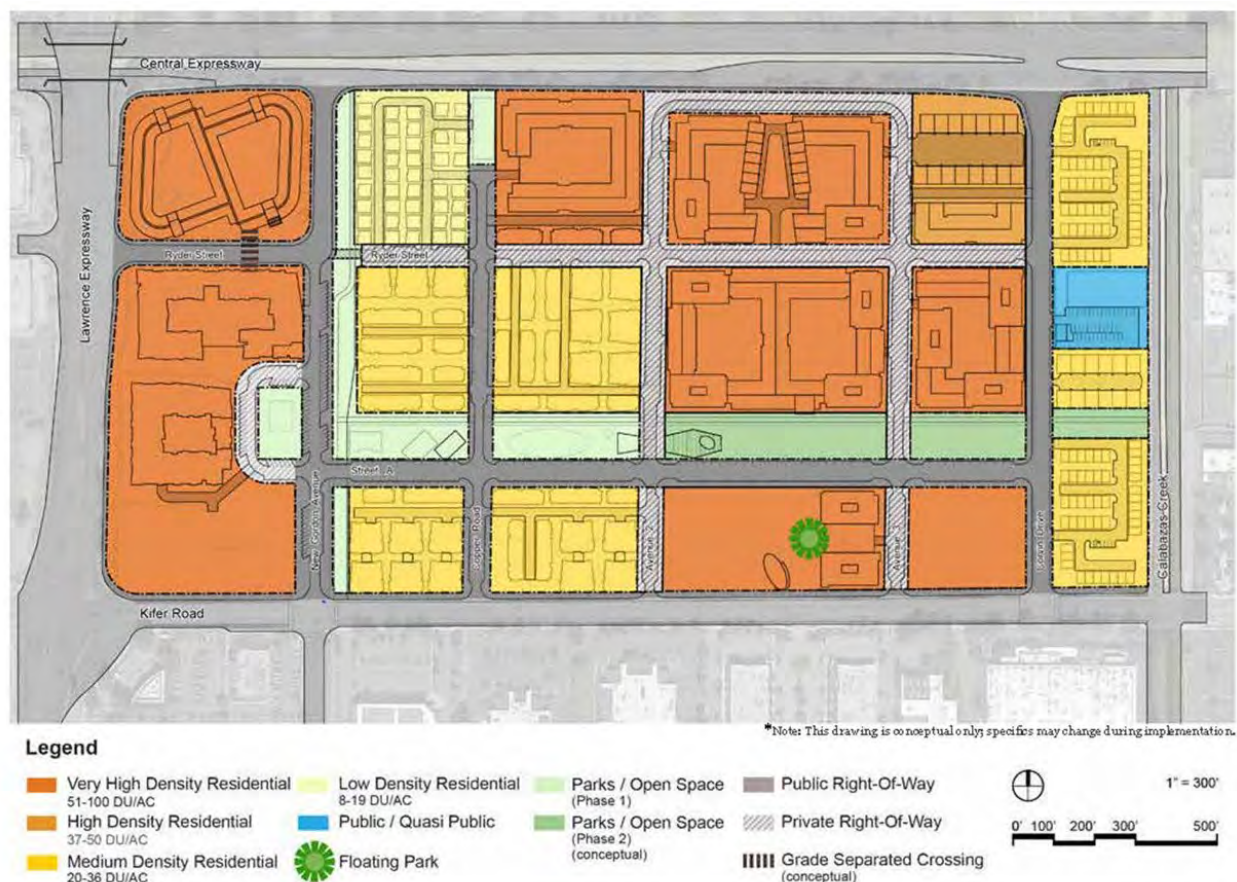 Central Expressway
Lawrence Expressway
Ryder Street
Ryder Street
Street A
Copper Road
Avenue
Avenue
Calabazas Creek
Kifer Road
*Note: This drawing is conceptual only; specifics may change during implementation.
Legend
Very High Density Residential
51-100 DU/AC
High Density Residential
37-50 DU/AC
Medium Density Residential
20-36 DU/AC
Low Density Residential
8-19 DU/AC
Public / Quasi Public
Floating Park
Parks / Open Space
(Phase 1)
Parks / Open Space
(Phase 2)
(conceptual)
Public Right-Of-Way
Private Right-Of-Way
Grade Separated Crossing
(conceptual)
1" = 300'
0' 100' 200' 300' 500'